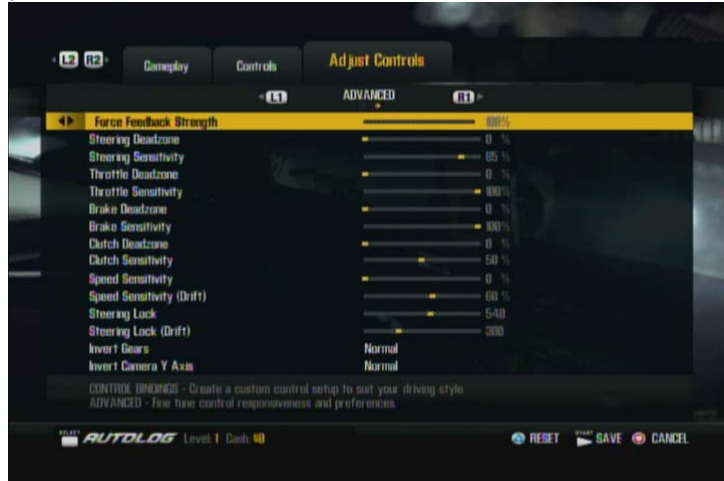 L2 R2 Gameplay Controls Adjust Controls
L1 ADVANCED R1
Force Feedback Strength 100%
Steering Deadzone 0 %
Steering Sensitivity 85 %
Throttle Deadzone 0 %
Throttle Sensitivity 100%
Brake Deadzone 0 %
Brake Sensitivity 100%
Clutch Deadzone 0 %
Clutch Sensitivity 50 %
Speed Sensitivity 0 %
Speed Sensitivity (Drift) 60 %
Steering Lock 540
Steering Lock (Drift) 300
Invert Gears Normal
Invert Camera Y Axis Normal
CONTROL BINDINGS - Create a custom control setup to suit your driving style.
ADVANCED - Fine tune control responsiveness and preferences.
SELECT AUTOLOG Level: 1 Cash: $0 RESET START SAVE CANCEL